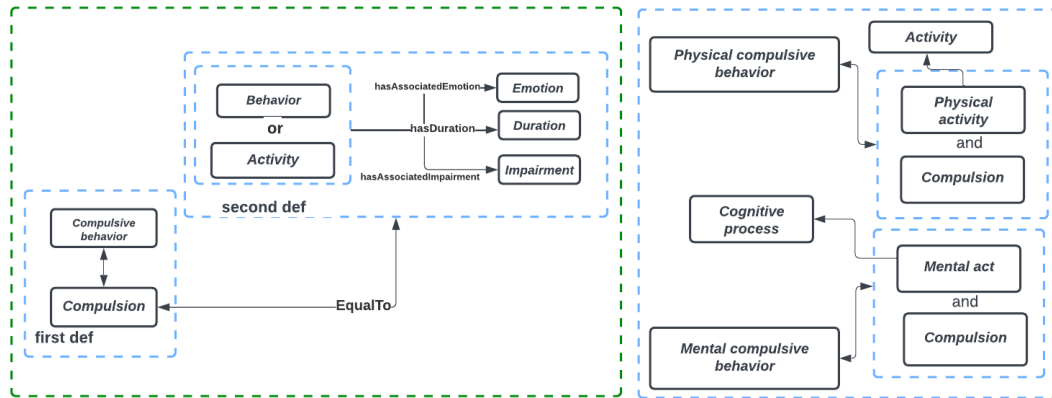 Behavior
or
Activity
hasAssociatedEmotion
hasDuration
hasAssociatedImpairment
Emotion
Duration
Impairment
second def
Compulsive
behavior
Compulsion
first def
EqualTo
Physical compulsive
behavior
Activity
Physical
activity
and
Compulsion
Cognitive
process
Mental act
and
Compulsion
Mental compulsive
behavior